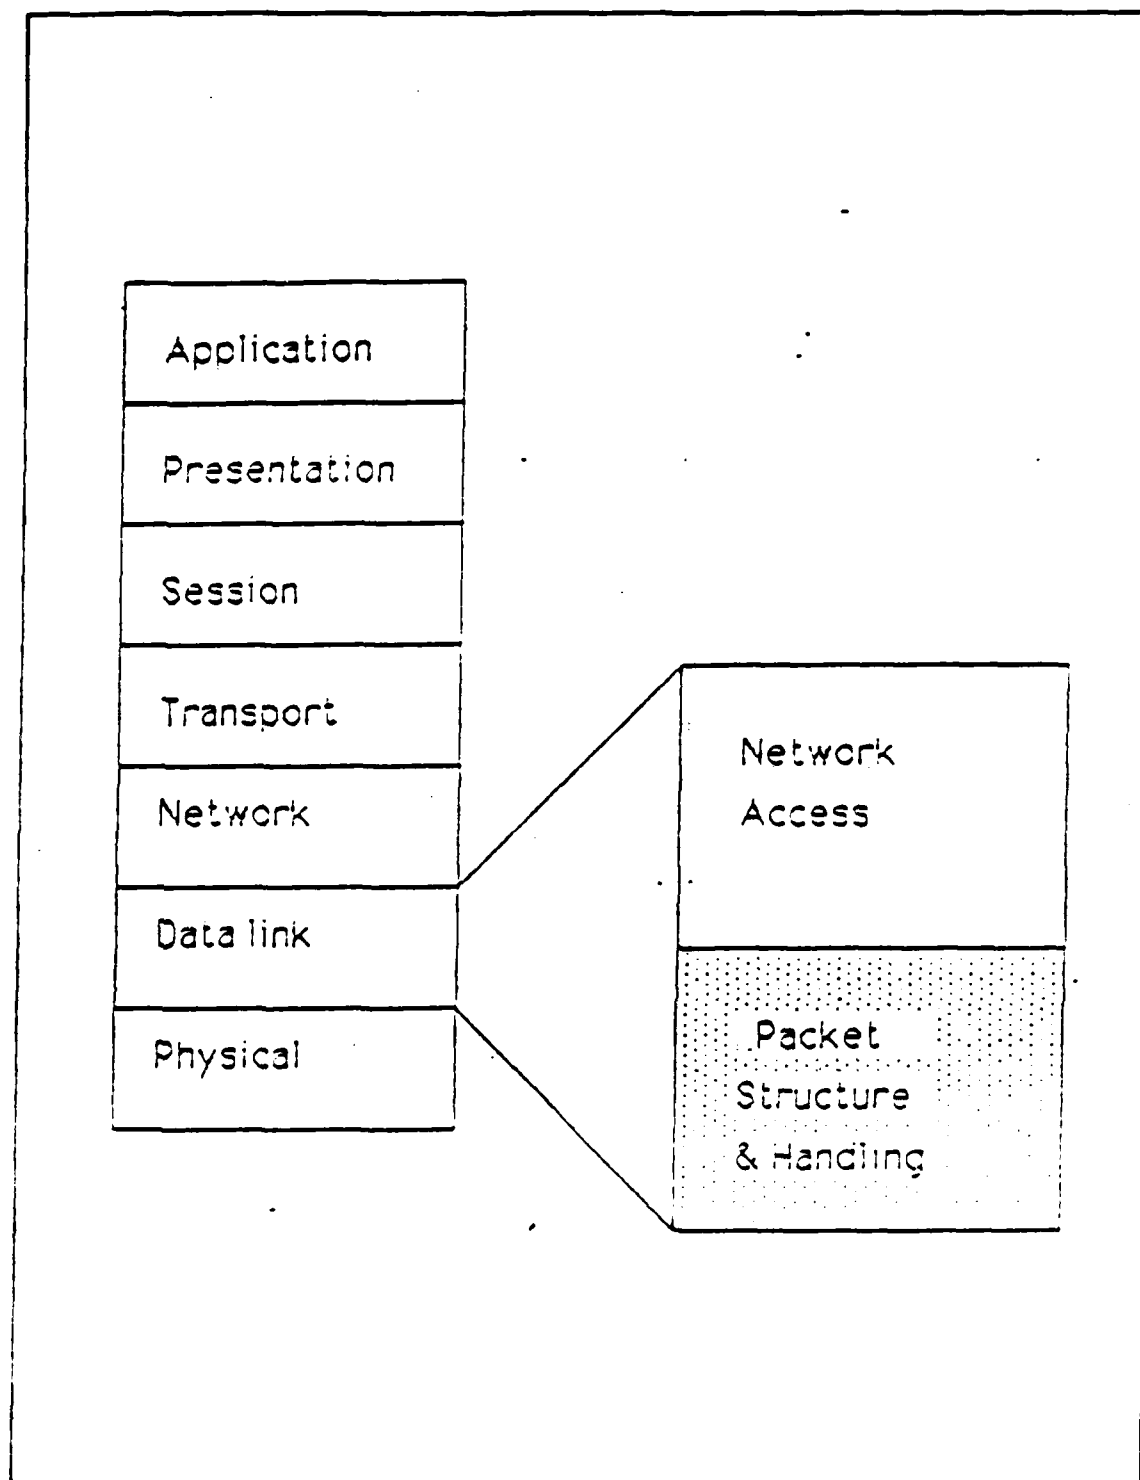 Application
Presentation
Session
Transport
Network
Data link
Physical
Network
Access
Packet
Structure
& Handling